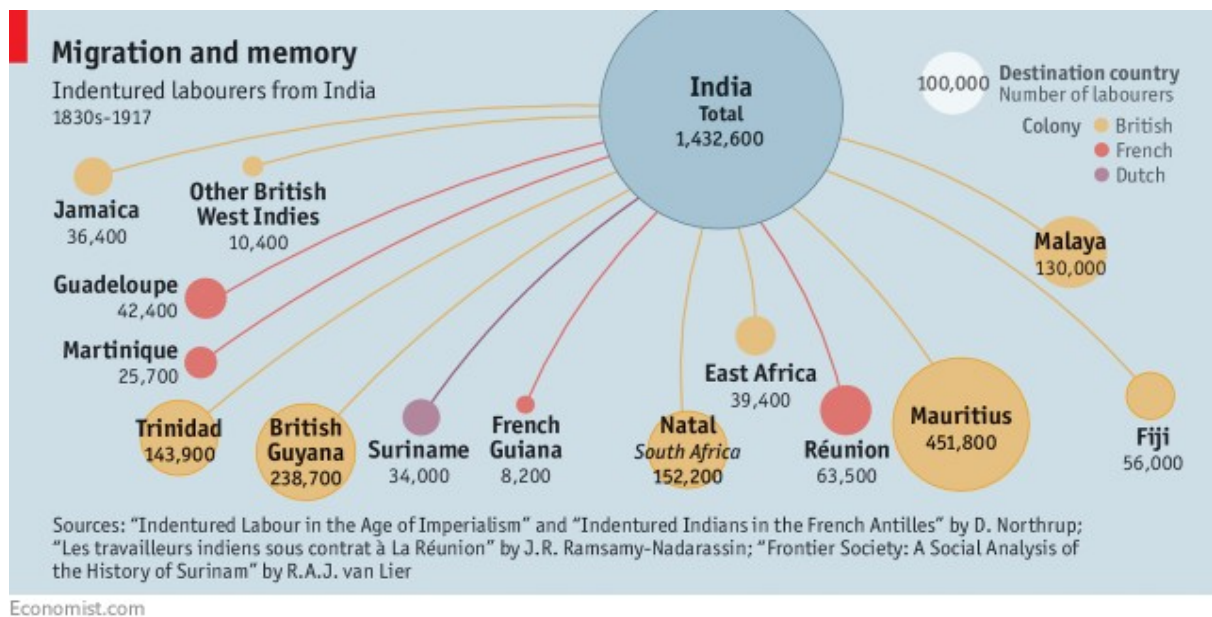 Migration and memory
Indentured labourers from India
1830s-1917
India
Total
1,432,600
100,000
Destination country
Number of labourers
Colony
British
French
Dutch
Jamaica
36,400
Other British
West Indies
10,400
Guadeloupe
42,400
Martinique
25,700
Trinidad
143,900
British
Guyana
238,700
Suriname
34,000
French
Guiana
8,200
Natal
South Africa
152,200
East Africa
39,400
Réunion
63,500
Mauritius
451,800
Malaya
130,000
Fiji
56,000
Sources: “Indentured Labour in the Age of Imperialism” and “Indentured Indians in the French Antilles” by D. Northrup;
“Les travailleurs indiens sous contrat à La Réunion” by J.R. Ramsamy-Nadarassin; “Frontier Society: A Social Analysis of
the History of Surinam” by R.A.J. van Lier
Economist.com